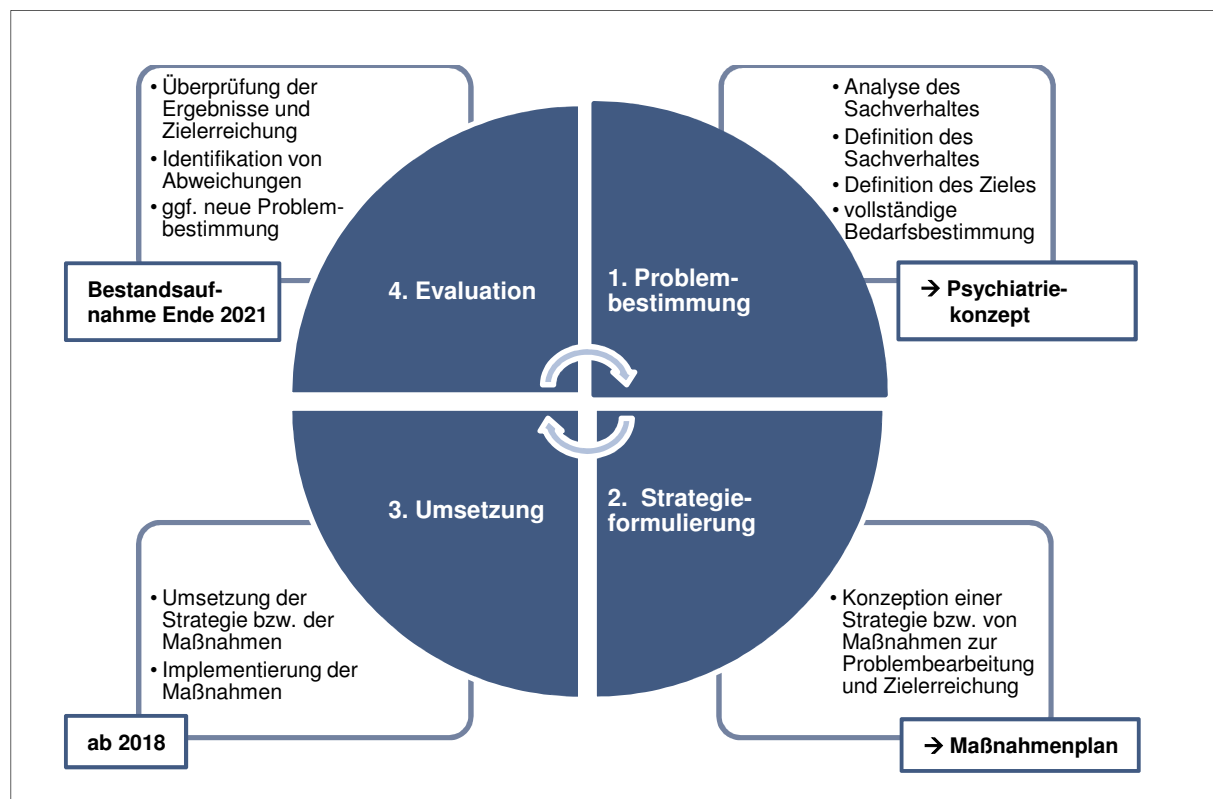 • Überprüfung der
Ergebnisse und
Zielerreichung
• Identifikation von
Abweichungen
• ggf. neue Problem-
bestimmung
Bestandsauf-
nahme Ende 2021
4. Evaluation
• Analyse des
Sachverhaltes
• Definition des
Sachverhaltes
• Definition des Zieles
• vollständige
Bedarfsbestimmung
→ Psychiatrie-
konzept
1. Problem-
bestimmung
3. Umsetzung
2. Strategie-
formulierung
• Umsetzung der
Strategie bzw. der
Maßnahmen
• Implementierung der
Maßnahmen
ab 2018
• Konzeption einer
Strategie bzw. von
Maßnahmen zur
Problembearbeitung
und Zielerreichung
→ Maßnahmenplan